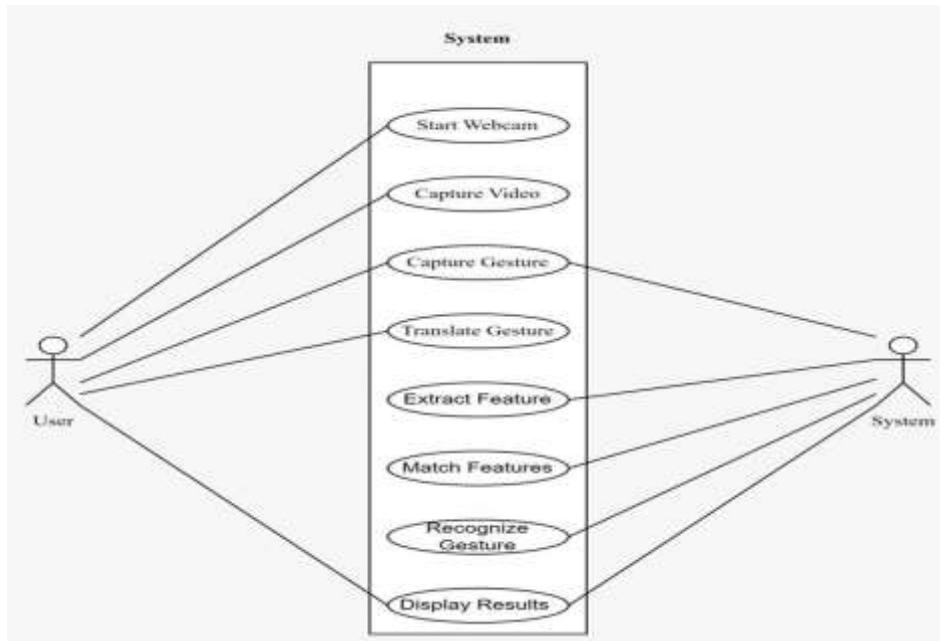 System
Start Webcam
Capture Video
Capture Gesture
Translate Gesture
Extract Feature
Match Features
Recognize
Gesture
Display Results
User
System